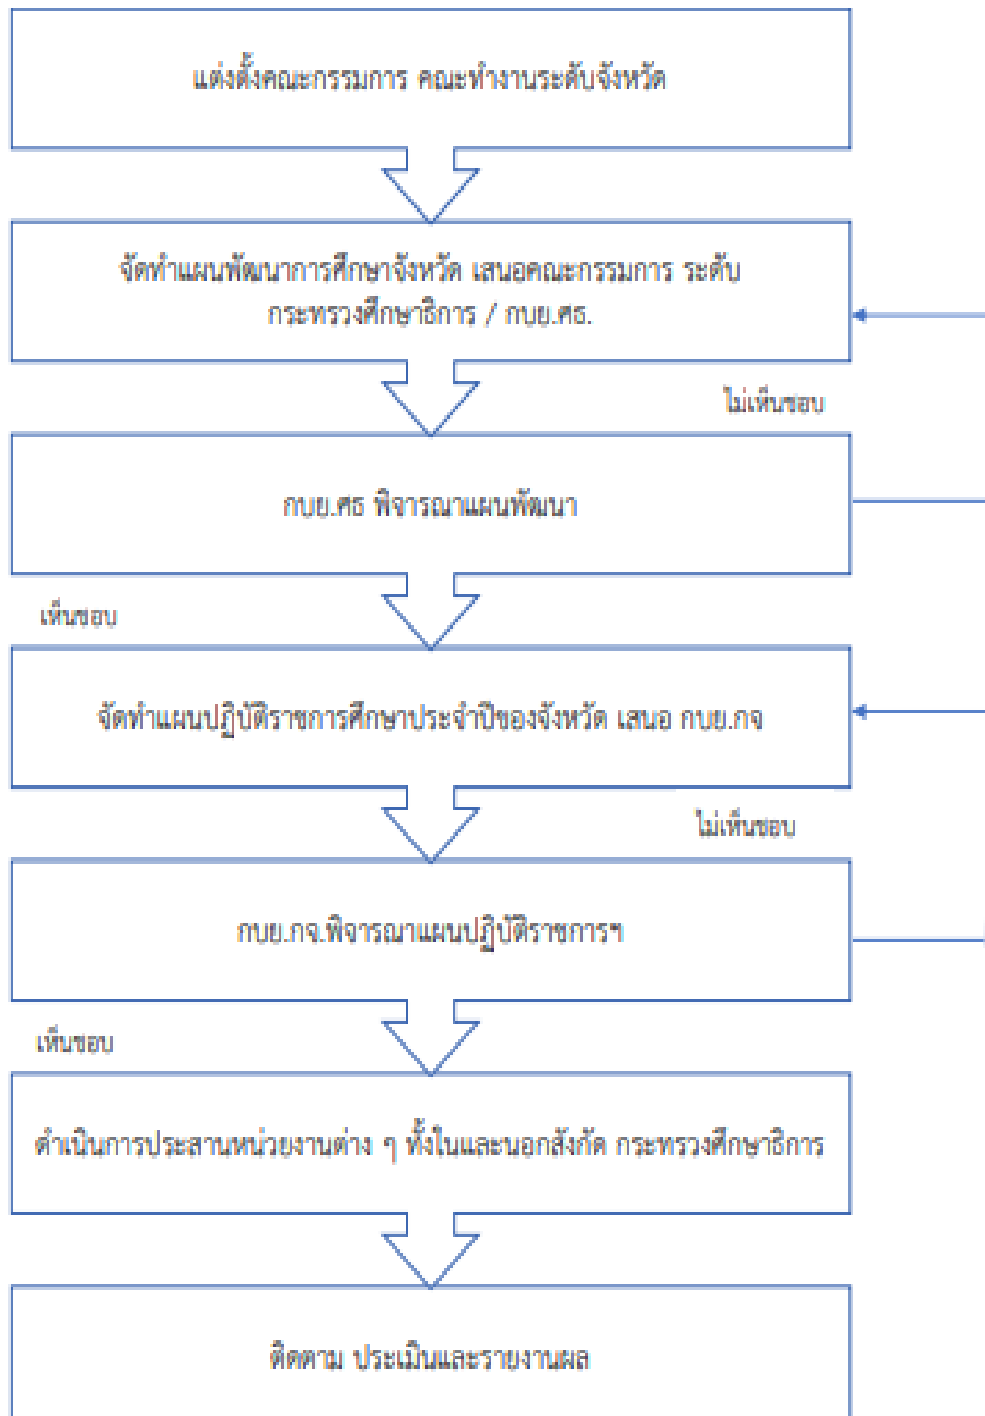 แต่งตั้งคณะกรรมการ คณะทำงานระดับจังหวัด
จัดทำแผนพัฒนาการศึกษาจังหวัด เสนอคณะกรรมการ ระดับ
กระทรวงศึกษาธิการ / กบย.ศธ.
ไม่เห็นชอบ
กบย.ศธ พิจารณาแผนพัฒนา
เห็นชอบ
จัดทำแผนปฏิบัติราชการศึกษาประจำปีของจังหวัด เสนอ กบย.กจ
ไม่เห็นชอบ
กบย.กจ.พิจารณาแผนปฏิบัติราชการฯ
เห็นชอบ
ดำเนินการประสานหน่วยงานต่าง ๆ ทั้งในและนอกสังกัด กระทรวงศึกษาธิการ
ติดตาม ประเมินและรายงานผล